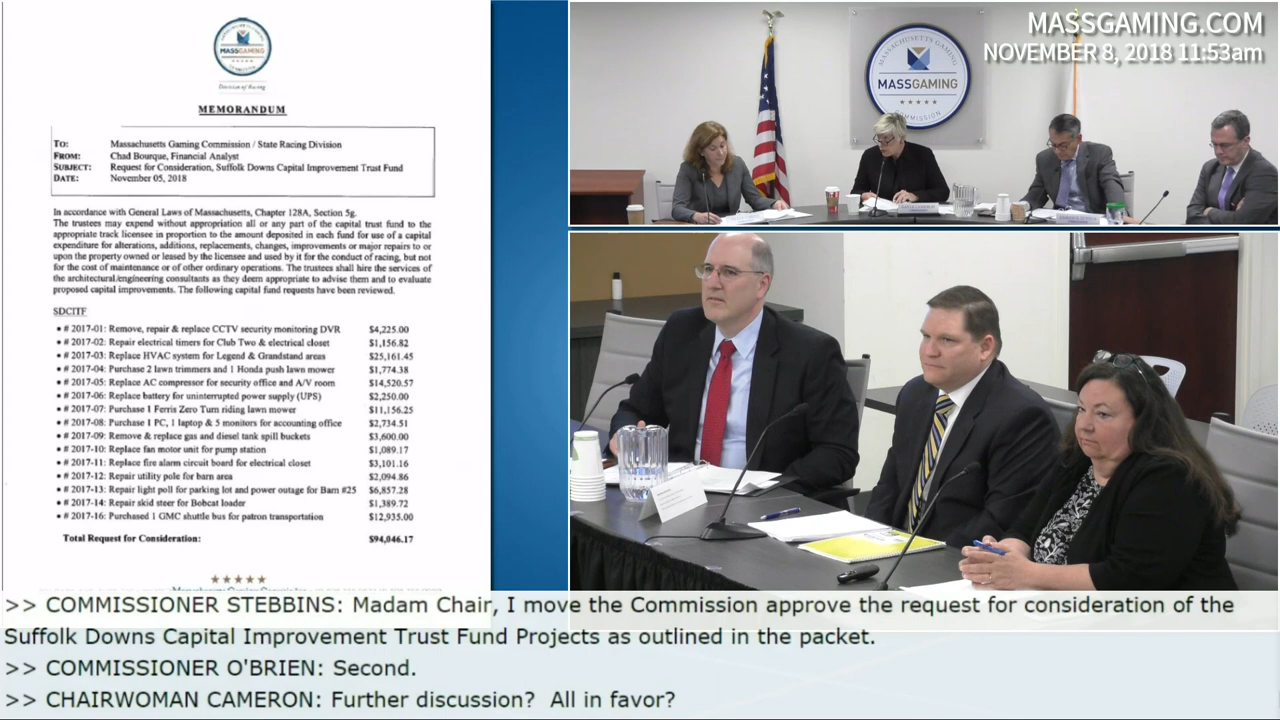 MASSGAMING
Division of Racing
MEMORANDUM
TO: Massachusetts Gaming Commission / State Racing Division
FROM: Chad Bourque, Financial Analyst
SUBJECT: Request for Consideration, Suffolk Downs Capital Improvement Trust Fund
DATE: November 05, 2018
In accordance with General Laws of Massachusetts, Chapter 128A, Section 5g.
The trustees may expend without appropriation all or any part of the capital trust fund to the
appropriate track licensee in proportion to the amount deposited in each fund for use of a capital
expenditure for alterations, additions, replacements, changes, improvements or major repairs to or
upon the property owned or leased by the licensee and used by it for the conduct of racing, but not
for the cost of maintenance or of other ordinary operations. The trustees shall hire the services of
the architectural/engineering consultants as they deem appropriate to advise them and to evaluate
proposed capital improvements. The following capital fund requests have been reviewed.
SDCITF
• # 2017-01: Remove, repair & replace CCTV security monitoring DVR $4,225.00
• # 2017-02: Repair electrical timers for Club Two & electrical closet $1,156.82
• # 2017-03: Replace HVAC system for Legend & Grandstand areas $25,161.45
• # 2017-04: Purchase 2 lawn trimmers and 1 Honda push lawn mower $1,774.38
• # 2017-05: Replace AC compressor for security office and A/V room $14,520.57
• # 2017-06: Replace battery for uninterrupted power supply (UPS) $2,250.00
• # 2017-07: Purchase 1 Ferris Zero Turn riding lawn mower $11,156.25
• # 2017-08: Purchase 1 PC, 1 laptop & 5 monitors for accounting office $2,734.51
• # 2017-09: Remove & replace gas and diesel tank spill buckets $3,600.00
• # 2017-10: Replace fan motor unit for pump station $1,089.17
• # 2017-11: Replace fire alarm circuit board for electrical closet $3,101.16
• # 2017-12: Repair utility pole for barn area $2,094.86
• # 2017-13: Repair light poll for parking lot and power outage for Barn #25 $6,857.28
• # 2017-14: Repair skid steer for Bobcat loader $1,389.72
• # 2017-16: Purchased 1 GMC shuttle bus for patron transportation $12,935.00
Total Request for Consideration: $94,046.17
MASSGAMING.COM
NOVEMBER 8, 2018 11:53am
MASSACHUSETTS GAMING
MASSGAMING
COMMISSION
>> COMMISSIONER STEBBINS: Madam Chair, I move the Commission approve the request for consideration of the
Suffolk Downs Capital Improvement Trust Fund Projects as outlined in the packet.
>> COMMISSIONER O'BRIEN: Second.
>> CHAIRWOMAN CAMERON: Further discussion? All in favor?